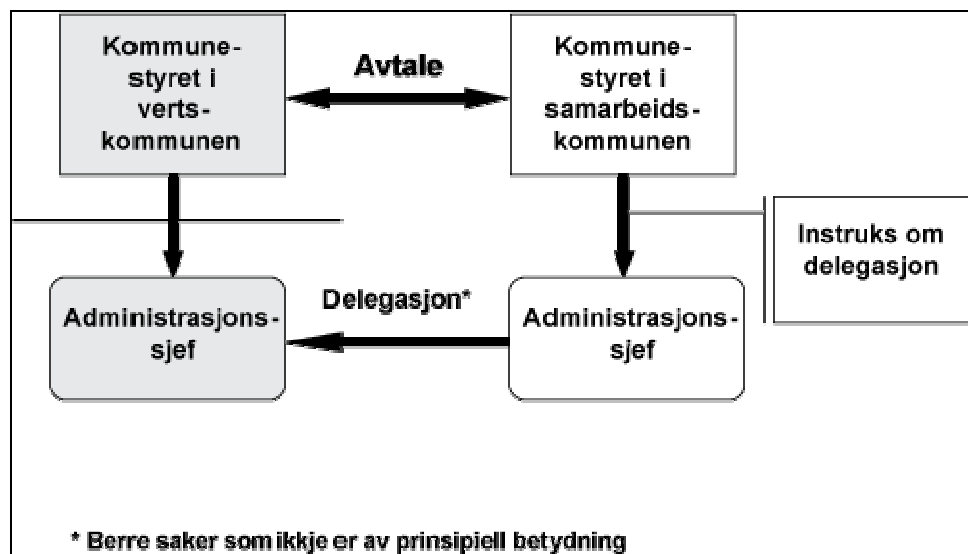 Kommune-
styret i
verts-
kommunen
Avtale
Kommune-
styret i
samarbeids-
kommunen
Instruks om
delegasjon
Administrasjons-
sjef
Delegasjon*
Administrasjons-
sjef
* Berre saker som ikkje er av prinsipiell betydning